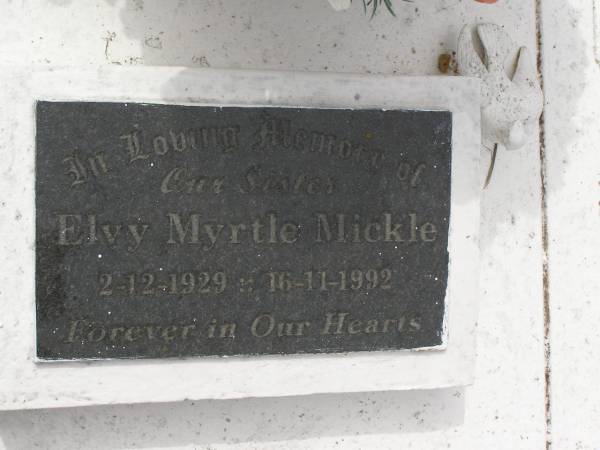 In Loving Memory of
Our Sister
Elvy Myrtle Mickle
2-12-1929 :: 16-11-1992
Forever in Our Hearts